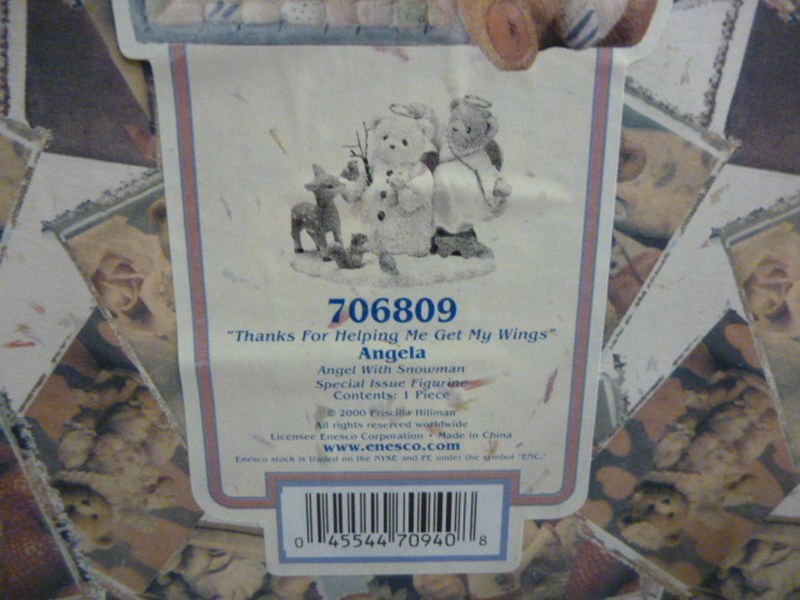 706809
"Thanks For Helping Me Get My Wings"
Angela
Angel With Snowman
Special Issue Figurine
Contents: 1 Piece
© 2000 Priscilla Hillman
All rights reserved worldwide
Licensee Enesco Corporation • Made in China
www.enesco.com
Enesco stock is traded on the NYSE and PE under the symbol "ENC."
0 45544 70940 8